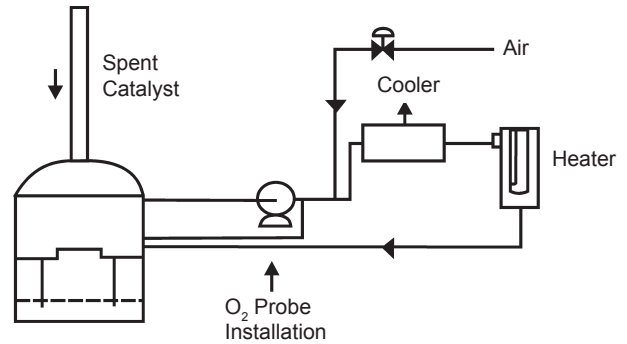 Spent
Catalyst
Air
Cooler
Heater
O₂ Probe
Installation